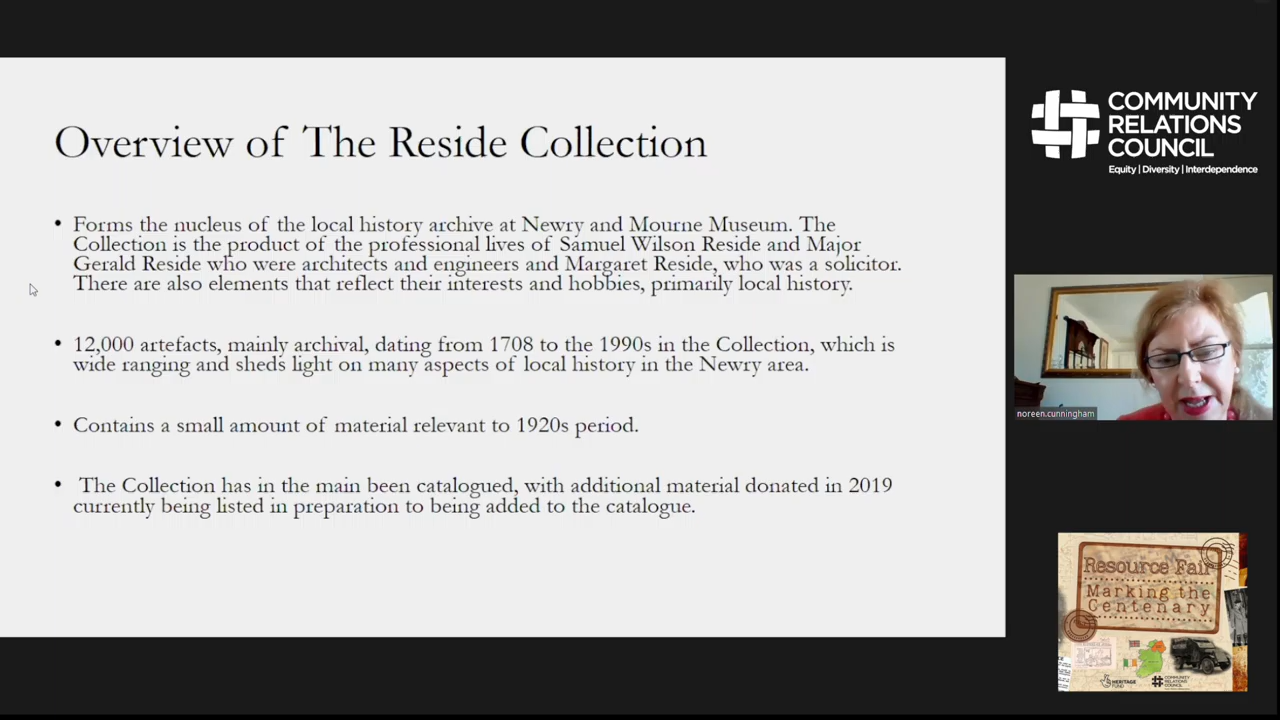 Overview of The Reside Collection
• Forms the nucleus of the local history archive at Newry and Mourne Museum. The
Collection is the product of the professional lives of Samuel Wilson Reside and Major
Gerald Reside who were architects and engineers and Margaret Reside, who was a solicitor.
There are also elements that reflect their interests and hobbies, primarily local history.
• 12,000 artefacts, mainly archival, dating from 1708 to the 1990s in the Collection, which is
wide ranging and sheds light on many aspects of local history in the Newry area.
• Contains a small amount of material relevant to 1920s period.
• The Collection has in the main been catalogued, with additional material donated in 2019
currently being listed in preparation to being added to the catalogue.
COMMUNITY
RELATIONS
COUNCIL
Equity | Diversity | Interdependence
noreen.cunningham
Resource Fair
Marking the
Centenary
HERITAGE
FUND
COMMUNITY
RELATIONS
COUNCIL